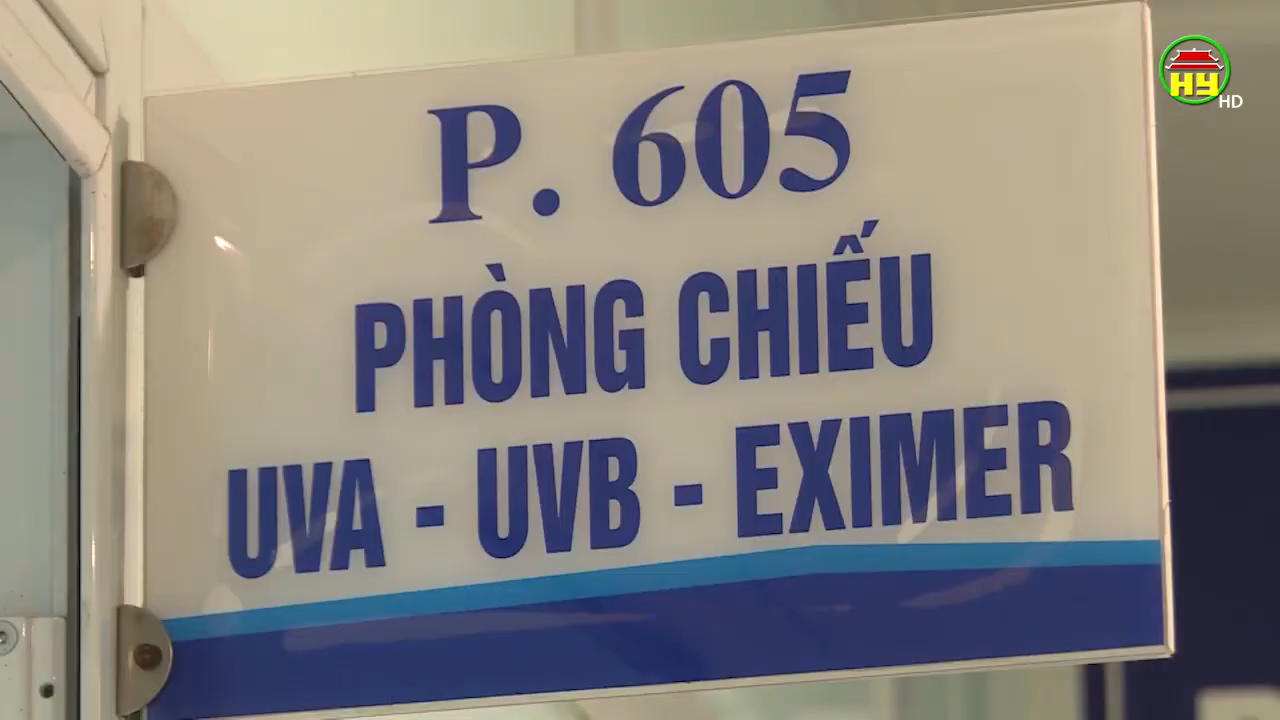 P. 605
PHÒNG CHIẾU
UVA - UVB - EXIMER
HY
HD